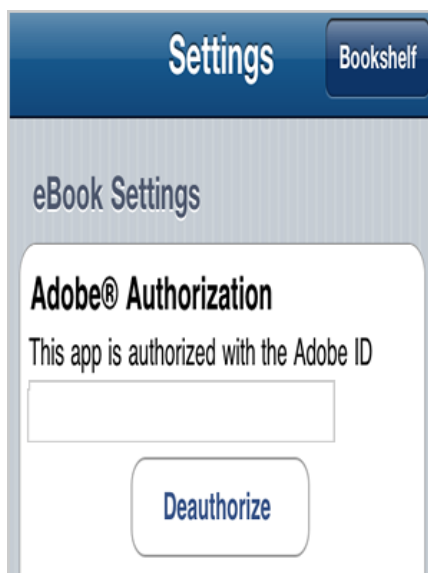 Settings
Bookshelf
eBook Settings
Adobe® Authorization
This app is authorized with the Adobe ID
Deauthorize